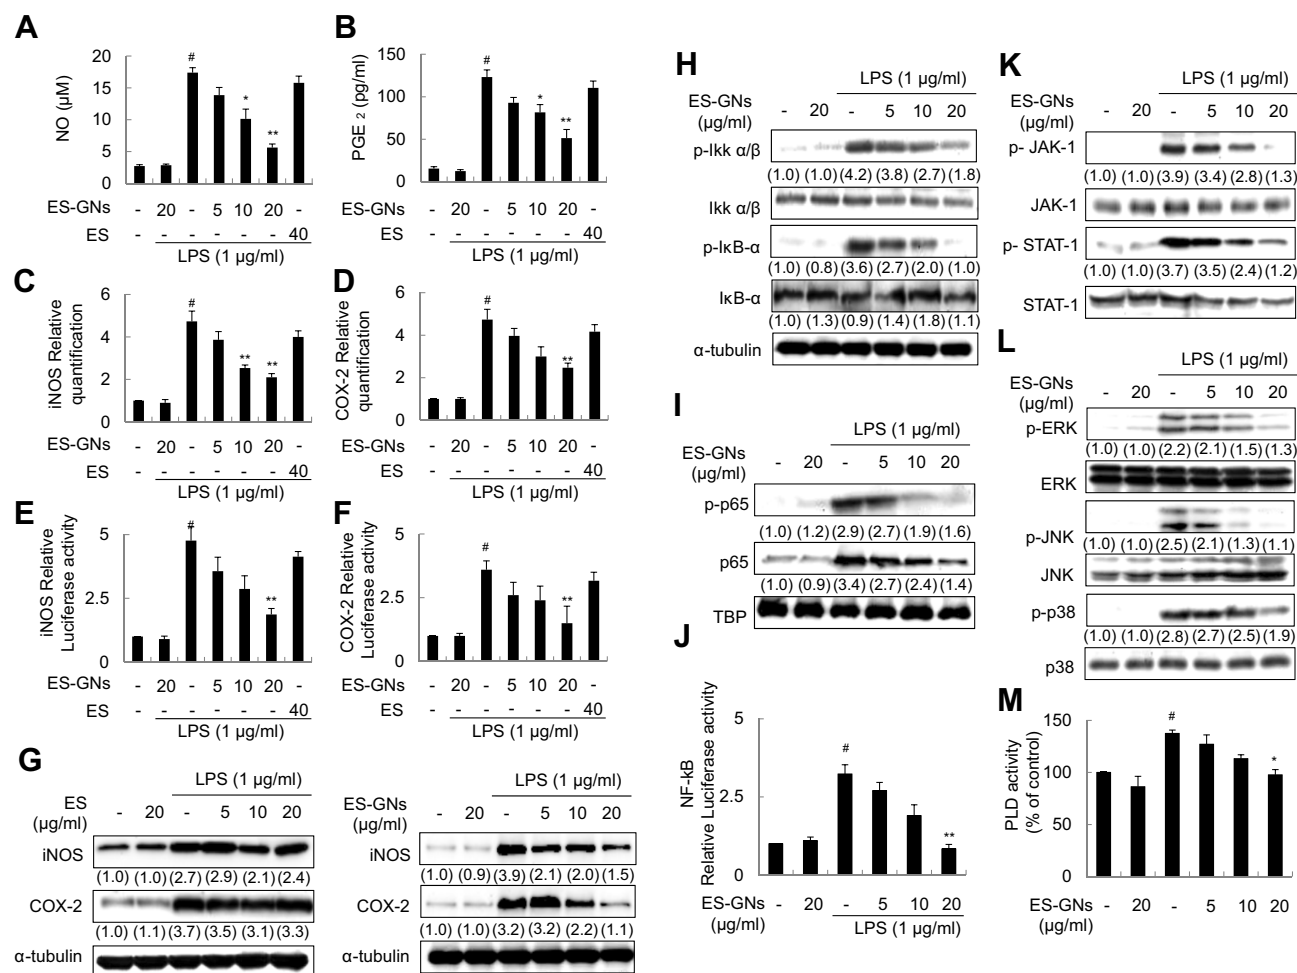 A
NO (µM)
20
15
10
5
0
#
*
**
ES-GNs - 20 - 5 10 20 -
ES - - - - - - 40
LPS (1 µg/ml)
B
PGE 2 (pg/ml)
150
100
50
0
#
*
**
- 20 - 5 10 20 -
- - - - - - 40
LPS (1 µg/ml)
C
iNOS Relative
quantification
6
4
2
0
#
**
**
ES-GNs - 20 - 5 10 20 -
ES - - - - - - 40
LPS (1 µg/ml)
D
COX-2 Relative
quantification
6
4
2
0
#
**
- 20 - 5 10 20 -
- - - - - - 40
LPS (1 µg/ml)
E
iNOS Relative
Luciferase activity
5
2.5
0
#
**
ES-GNs - 20 - 5 10 20 -
ES - - - - - - 40
LPS (1 µg/ml)
F
COX-2 Relative
Luciferase activity
5
2.5
0
#
**
- 20 - 5 10 20 -
- - - - - - 40
LPS (1 µg/ml)
G
LPS (1 µg/ml)
ES
(µg/ml)
- 20 - 5 10 20
iNOS
(1.0) (1.0) (2.7) (2.9) (2.1) (2.4)
COX-2
(1.0) (1.1) (3.7) (3.5) (3.1) (3.3)
α-tubulin
LPS (1 µg/ml)
ES-GNs
(µg/ml)
- 20 - 5 10 20
iNOS
(1.0) (0.9) (3.9) (2.1) (2.0) (1.5)
COX-2
(1.0) (1.0) (3.2) (3.2) (2.2) (1.1)
α-tubulin
H
LPS (1 µg/ml)
ES-GNs
(µg/ml)
- 20 - 5 10 20
p-Ikk α/β
(1.0) (1.0) (4.2) (3.8) (2.7) (1.8)
Ikk α/β
p-IκB-α
(1.0) (0.8) (3.6) (2.7) (2.0) (1.0)
IκB-α
(1.0) (1.3) (0.9) (1.4) (1.8) (1.1)
α-tubulin
I
LPS (1 µg/ml)
ES-GNs
(µg/ml)
- 20 - 5 10 20
p-p65
(1.0) (1.2) (2.9) (2.7) (1.9) (1.6)
p65
(1.0) (0.9) (3.4) (2.7) (2.4) (1.4)
TBP
J
NF-kB
Relative Luciferase activity
5
2.5
0
#
**
ES-GNs
(µg/ml)
- 20 - 5 10 20
LPS (1 µg/ml)
K
LPS (1 µg/ml)
ES-GNs
(µg/ml)
- 20 - 5 10 20
p- JAK-1
(1.0) (1.0) (3.9) (3.4) (2.8) (1.3)
JAK-1
p- STAT-1
(1.0) (1.0) (3.7) (3.5) (2.4) (1.2)
STAT-1
L
LPS (1 µg/ml)
ES-GNs
(µg/ml)
- 20 - 5 10 20
p-ERK
(1.0) (1.0) (2.2) (2.1) (1.5) (1.3)
ERK
p-JNK
(1.0) (1.0) (2.5) (2.1) (1.3) (1.1)
JNK
p-p38
(1.0) (1.0) (2.8) (2.7) (2.5) (1.9)
p38
M
PLD activity
(% of control)
150
100
50
0
#
*
ES-GNs
(µg/ml)
- 20 - 5 10 20
LPS (1 µg/ml)